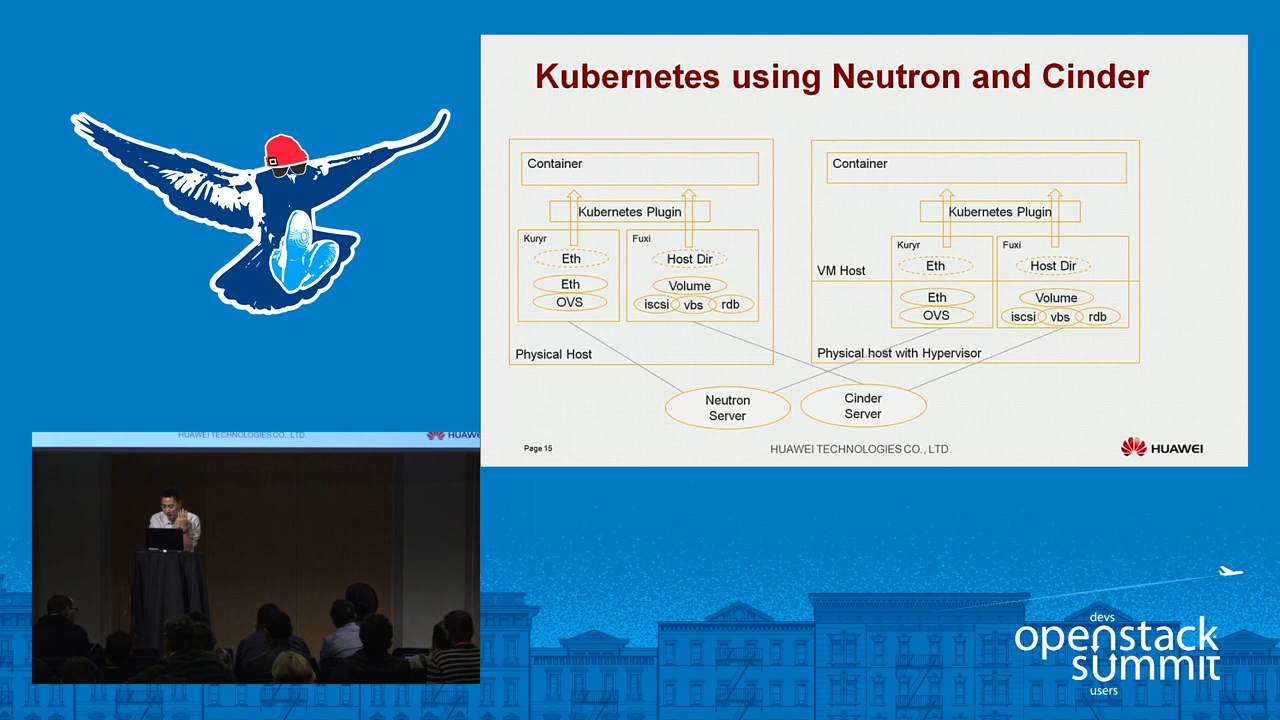 Kubernetes using Neutron and Cinder
Container
Kubernetes Plugin
Kuryr
Fuxi
Eth
Host Dir
Eth
Volume
OVS
iscsi
vbs
rdb
Physical Host
Container
Kubernetes Plugin
Kuryr
Fuxi
VM Host
Eth
Host Dir
Eth
Volume
OVS
iscsi
vbs
rdb
Physical host with Hypervisor
Neutron
Server
Cinder
Server
Page 15
HUAWEI TECHNOLOGIES CO., LTD.
HUAWEI
HUAWEI TECHNOLOGIES CO., LTD.
HUAWEI
devs
openstack
summit
users